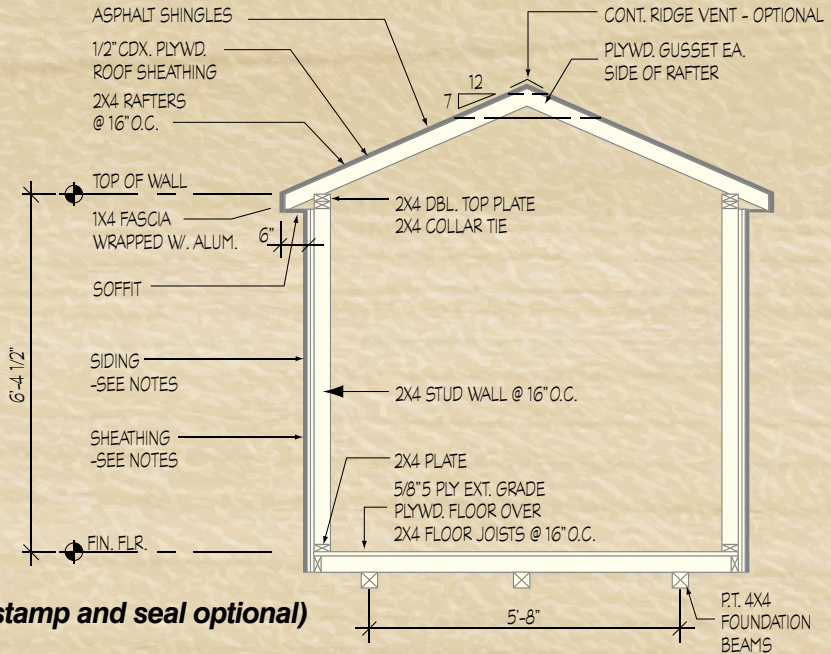 ASPHALT SHINGLES
1/2" CDX. PLYWD.
ROOF SHEATHING
2X4 RAFTERS
@ 16" O.C.
CONT. RIDGE VENT - OPTIONAL
PLYWD. GUSSET EA.
SIDE OF RAFTER
12
7
TOP OF WALL
1X4 FASCIA
WRAPPED W. ALUM.
6"
SOFFIT
2X4 DBL. TOP PLATE
2X4 COLLAR TIE
6'-4 1/2"
SIDING
-SEE NOTES
2X4 STUD WALL @ 16" O.C.
SHEATHING
-SEE NOTES
2X4 PLATE
5/8" 5 PLY EXT. GRADE
PLYWD. FLOOR OVER
2X4 FLOOR JOISTS @ 16" O.C.
FIN. FLR.
stamp and seal optional)
5'-8"
P.T. 4X4
FOUNDATION
BEAMS